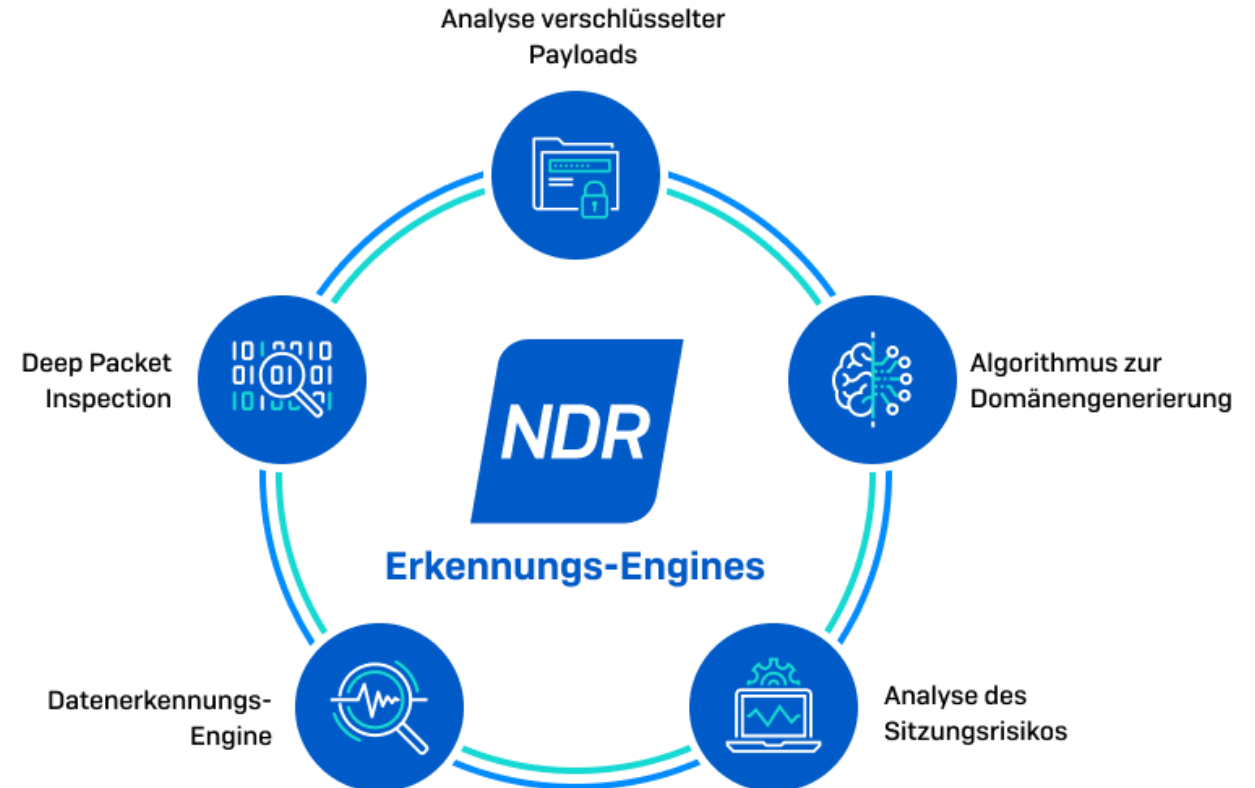 Analyse verschlüsselter
Payloads
Deep Packet
Inspection
Algorithmus zur
Domänengenerierung
NDR
Erkennungs-Engines
Datenerkennungs-
Engine
Analyse des
Sitzungsrisikos